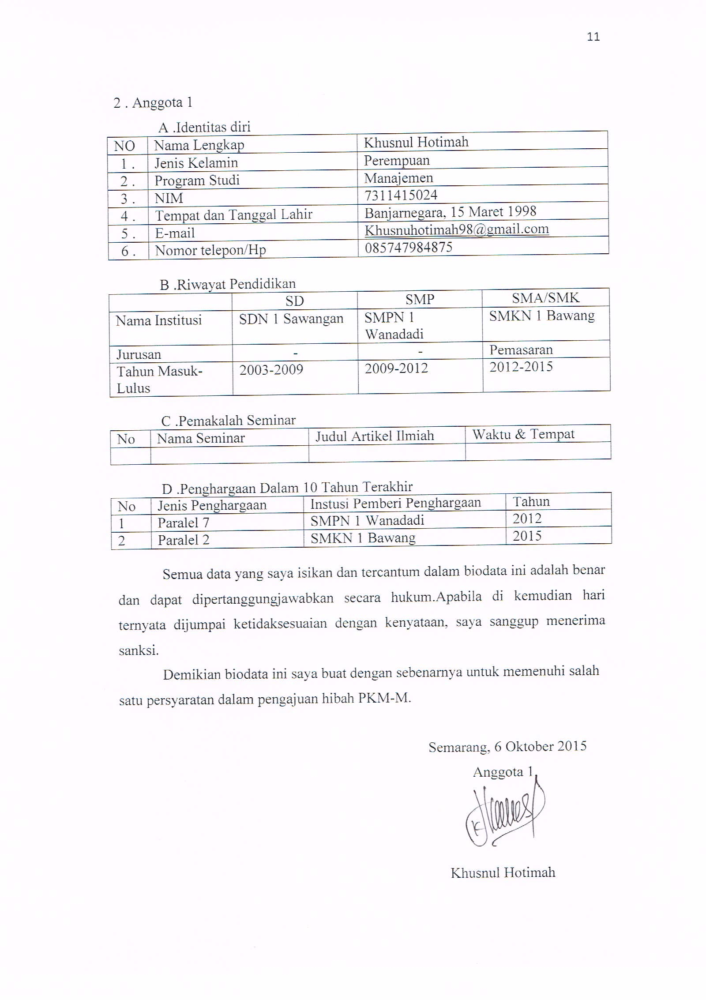 11
2 . Anggota 1
A .Identitas diri
NO Nama Lengkap Khusnul Hotimah
1 . Jenis Kelamin Perempuan
2 . Program Studi Manajemen
3 . NIM 7311415024
4 . Tempat dan Tanggal Lahir Banjarnegara, 15 Maret 1998
5 . E-mail Khusnuhotimah98@gmail.com
6 . Nomor telepon/Hp 085747984875
B .Riwayat Pendidikan
SD SMP SMA/SMK
Nama Institusi SDN 1 Sawangan SMPN 1 SMKN 1 Bawang
Wanadadi
Jurusan - - Pemasaran
Tahun Masuk- 2003-2009 2009-2012 2012-2015
Lulus
C .Pemakalah Seminar
No Nama Seminar Judul Artikel Ilmiah Waktu & Tempat
D .Penghargaan Dalam 10 Tahun Terakhir
No Jenis Penghargaan Instusi Pemberi Penghargaan Tahun
1 Paralel 7 SMPN 1 Wanadadi 2012
2 Paralel 2 SMKN 1 Bawang 2015
Semua data yang saya isikan dan tercantum dalam biodata ini adalah benar
dan dapat dipertanggungjawabkan secara hukum.Apabila di kemudian hari
ternyata dijumpai ketidaksesuaian dengan kenyataan, saya sanggup menerima
sanksi.
Demikian biodata ini saya buat dengan sebenarnya untuk memenuhi salah
satu persyaratan dalam pengajuan hibah PKM-M.
Semarang, 6 Oktober 2015
Anggota 1,
Khusnul Hotimah